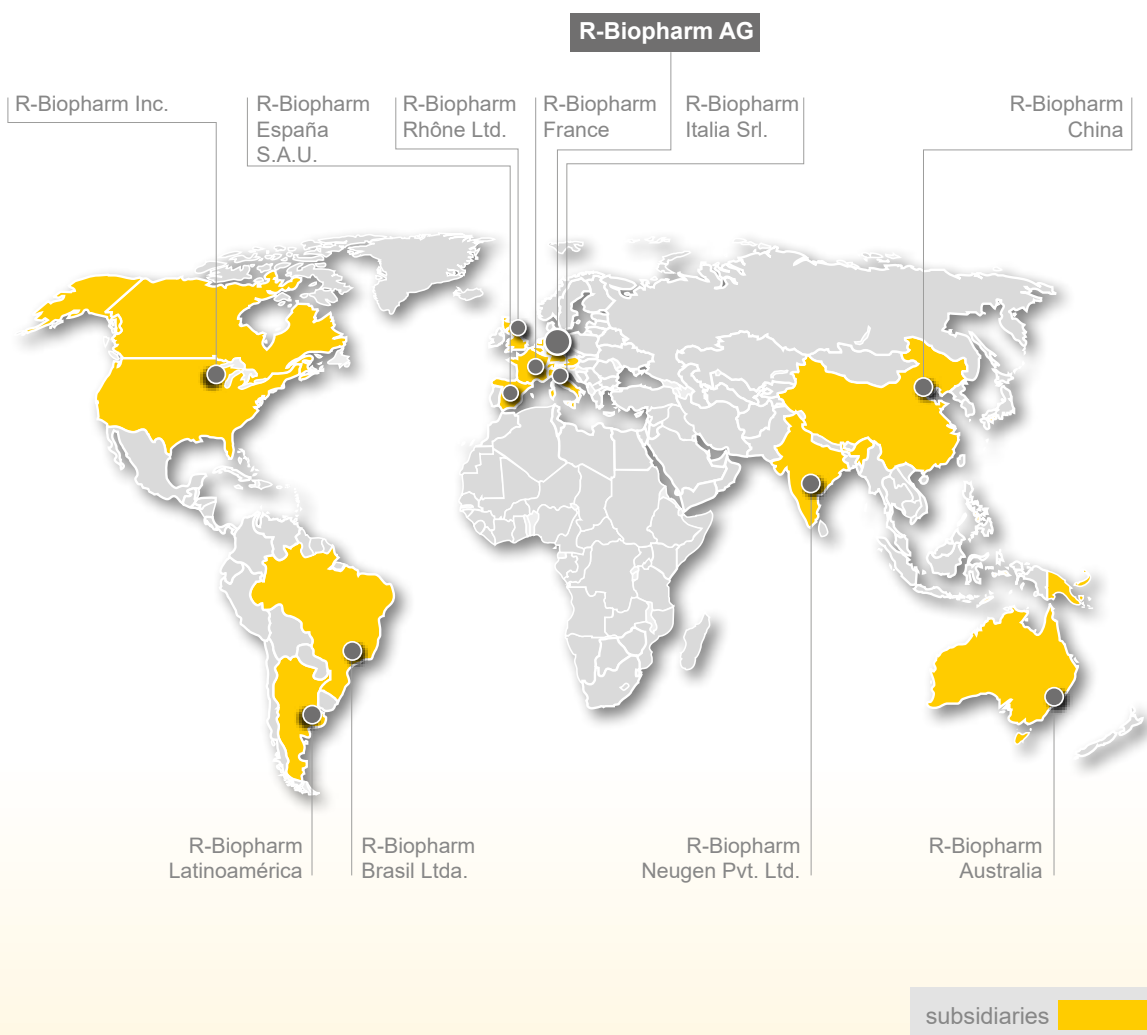 R-Biopharm AG
R-Biopharm Inc.
R-Biopharm
España
S.A.U.
R-Biopharm
Rhône Ltd.
R-Biopharm
France
R-Biopharm
Italia Srl.
R-Biopharm
China
R-Biopharm
Latinoamérica
R-Biopharm
Brasil Ltda.
R-Biopharm
Neugen Pvt. Ltd.
R-Biopharm
Australia
subsidiaries